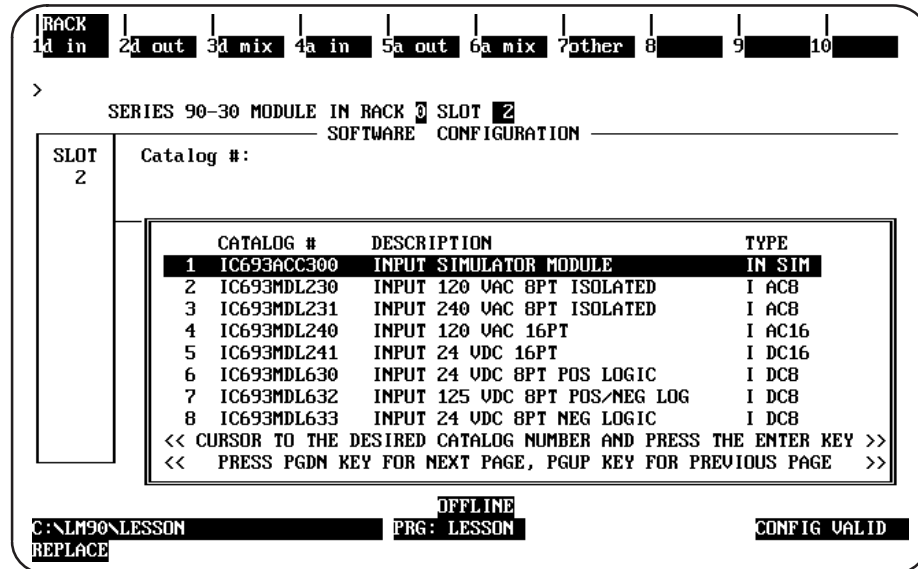 RACK
1d in 2d out 3d mix 4a in 5a out 6a mix 7other 8 9 10
>
SERIES 90-30 MODULE IN RACK 0 SLOT 2
SOFTWARE CONFIGURATION
SLOT Catalog #:
2
CATALOG # DESCRIPTION TYPE
1 IC693ACC300 INPUT SIMULATOR MODULE IN SIM
2 IC693MDL230 INPUT 120 VAC 8PT ISOLATED I AC8
3 IC693MDL231 INPUT 240 VAC 8PT ISOLATED I AC8
4 IC693MDL240 INPUT 120 VAC 16PT I AC16
5 IC693MDL241 INPUT 24 VDC 16PT I DC16
6 IC693MDL630 INPUT 24 VDC 8PT POS LOGIC I DC8
7 IC693MDL632 INPUT 125 VDC 8PT POS/NEG LOG I DC8
8 IC693MDL633 INPUT 24 VDC 8PT NEG LOGIC I DC8
<< CURSOR TO THE DESIRED CATALOG NUMBER AND PRESS THE ENTER KEY >>
<< PRESS PGDN KEY FOR NEXT PAGE, PGUP KEY FOR PREVIOUS PAGE >>
OFFLINE
C:\LM90\LESSON PRG: LESSON CONFIG VALID
REPLACE